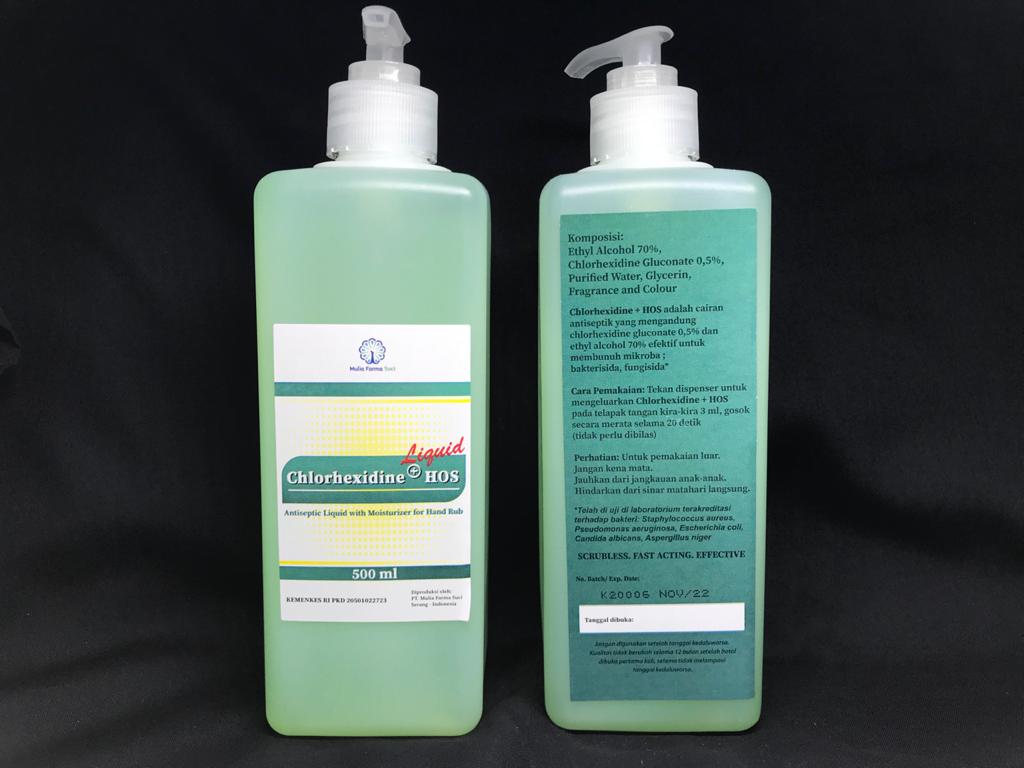 Mulia Farma Suci
Liquid
Chlorhexidine + HOS
Antiseptic Liquid with Moisturizer for Hand Rub
500 ml
KEMENKES RI PKD 20501022723
Diproduksi oleh:
PT. Mulia Farma Suci
Serang - Indonesia
Komposisi:
Ethyl Alcohol 70%,
Chlorhexidine Gluconate 0,5%,
Purified Water, Glycerin,
Fragrance and Colour
Chlorhexidine + HOS adalah cairan
antiseptik yang mengandung
chlorhexidine gluconate 0,5% dan
ethyl alcohol 70% efektif untuk
membunuh mikroba ;
bakterisida, fungisida*
Cara Pemakaian: Tekan dispenser untuk
mengeluarkan Chlorhexidine + HOS
pada telapak tangan kira-kira 3 ml, gosok
secara merata selama 20 detik
(tidak perlu dibilas)
Perhatian: Untuk pemakaian luar.
Jangan kena mata.
Jauhkan dari jangkauan anak-anak.
Hindarkan dari sinar matahari langsung.
*Telah di uji di laboratorium terakreditasi
terhadap bakteri: Staphylococcus aureus,
Pseudomonas aeruginosa, Escherichia coli,
Candida albicans, Aspergillus niger
SCRUBLESS. FAST ACTING. EFFECTIVE
No. Batch/ Exp. Date:
K20006 NOV/22
Tanggal dibuka:
Jangan digunakan setelah tanggal kedaluwarsa.
Kualitas tidak berubah selama 12 bulan setelah botol
dibuka pertama kali, selama tidak melampaui
tanggal kedaluwarsa.